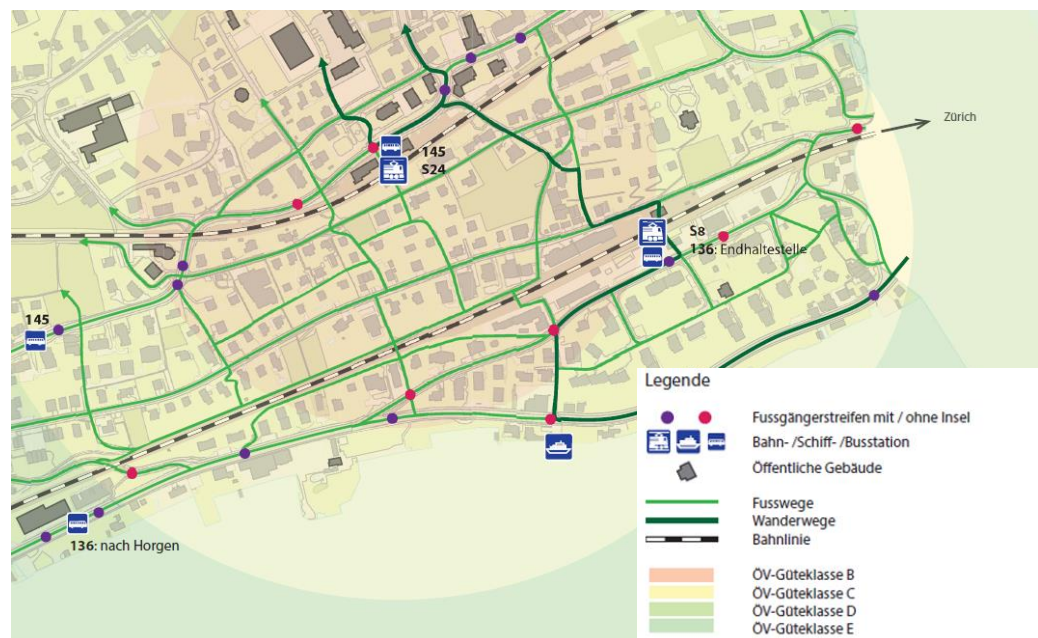 Zürich
145
S24
S8
136: Endhaltestelle
145
136: nach Horgen
Legende
Fussgängerstreifen mit / ohne Insel
Bahn- /Schiff- /Busstation
Öffentliche Gebäude
Fusswege
Wanderwege
Bahnlinie
ÖV-Güteklasse B
ÖV-Güteklasse C
ÖV-Güteklasse D
ÖV-Güteklasse E